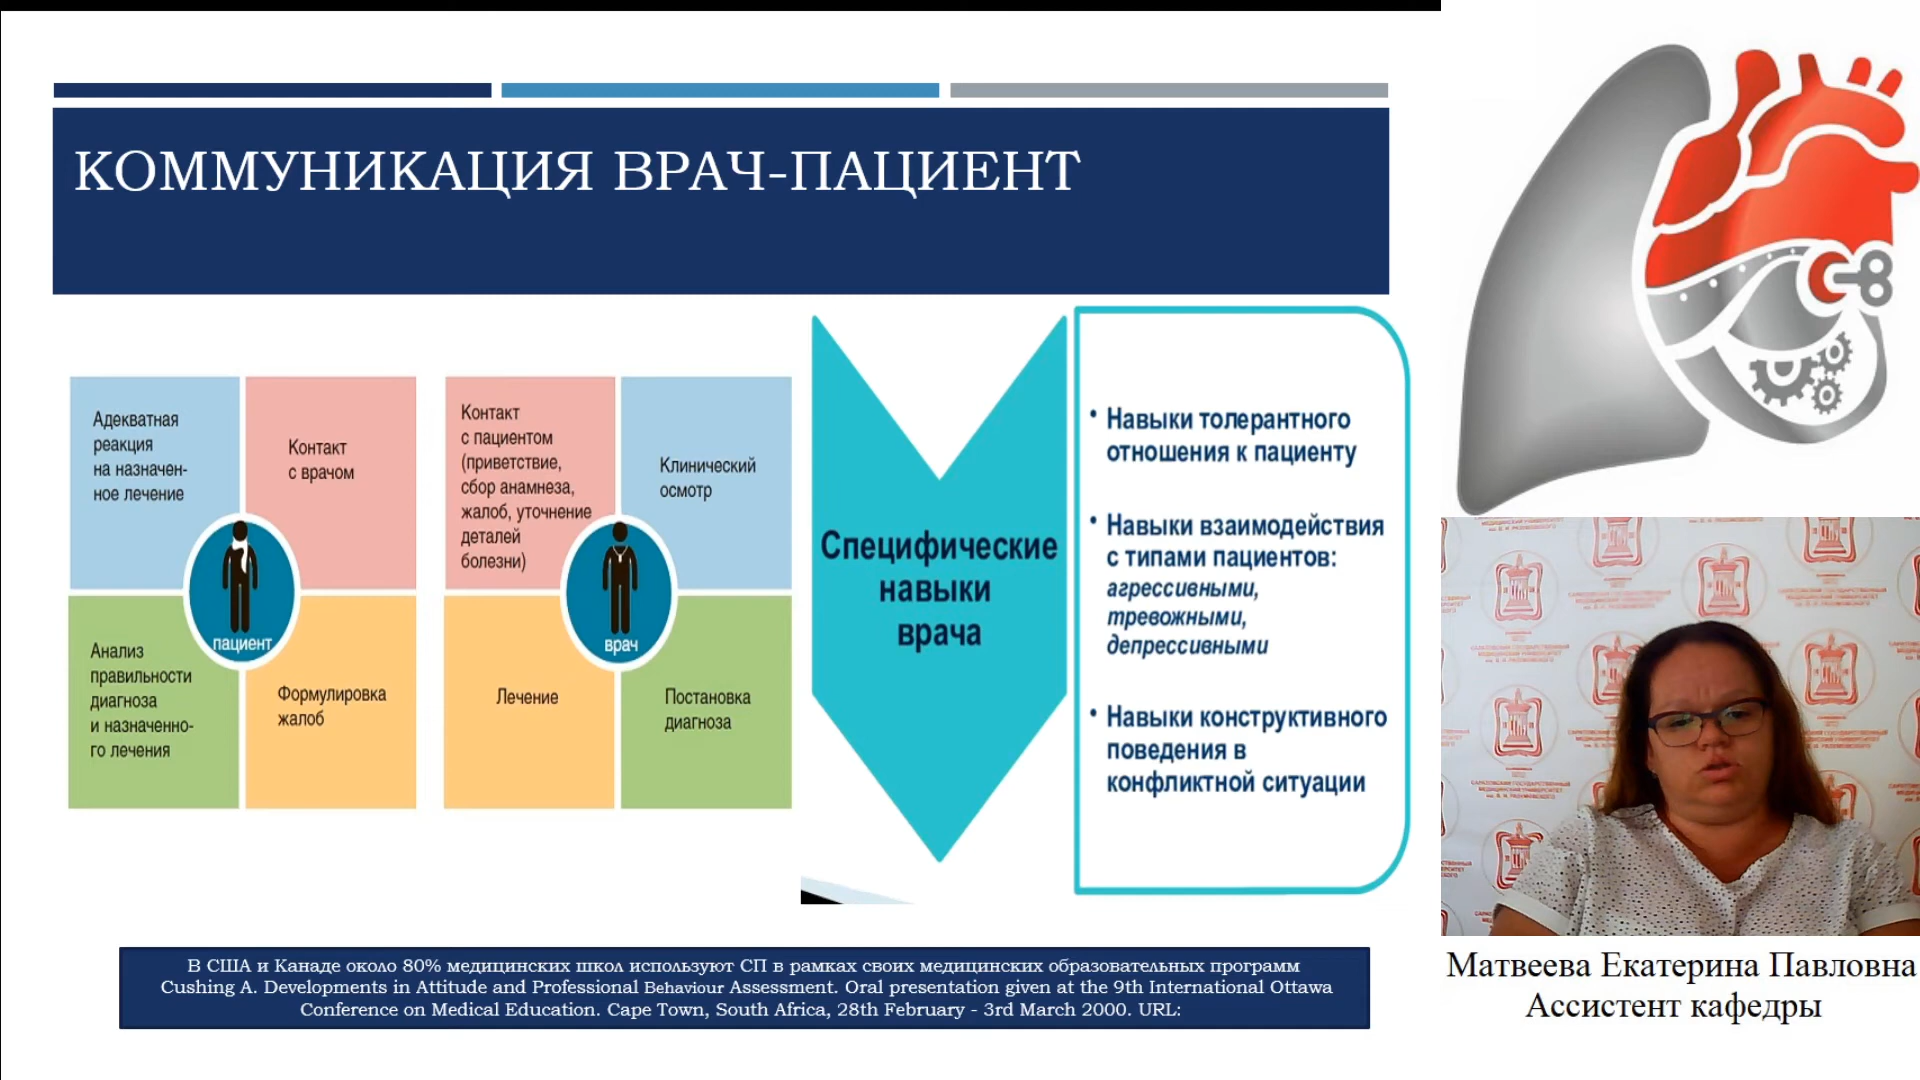 КОММУНИКАЦИЯ ВРАЧ-ПАЦИЕНТ
Адекватная
реакция
на назначен-
ное лечение
Контакт
с врачом
Анализ
правильности
диагноза
и назначенно-
го лечения
Формулировка
жалоб
пациент
Контакт
с пациентом
(приветствие,
сбор анамнеза,
жалоб, уточнение
деталей
болезни)
Клинический
осмотр
Лечение
Постановка
диагноза
врач
Специфические
навыки
врача
• Навыки толерантного
отношения к пациенту
• Навыки взаимодействия
с типами пациентов:
агрессивными,
тревожными,
депрессивными
• Навыки конструктивного
поведения в
конфликтной ситуации
В США и Канаде около 80% медицинских школ используют СП в рамках своих медицинских образовательных программ
Cushing A. Developments in Attitude and Professional Behaviour Assessment. Oral presentation given at the 9th International Ottawa
Conference on Medical Education. Cape Town, South Africa, 28th February - 3rd March 2000. URL:
Матвеева Екатерина Павловна
Ассистент кафедры